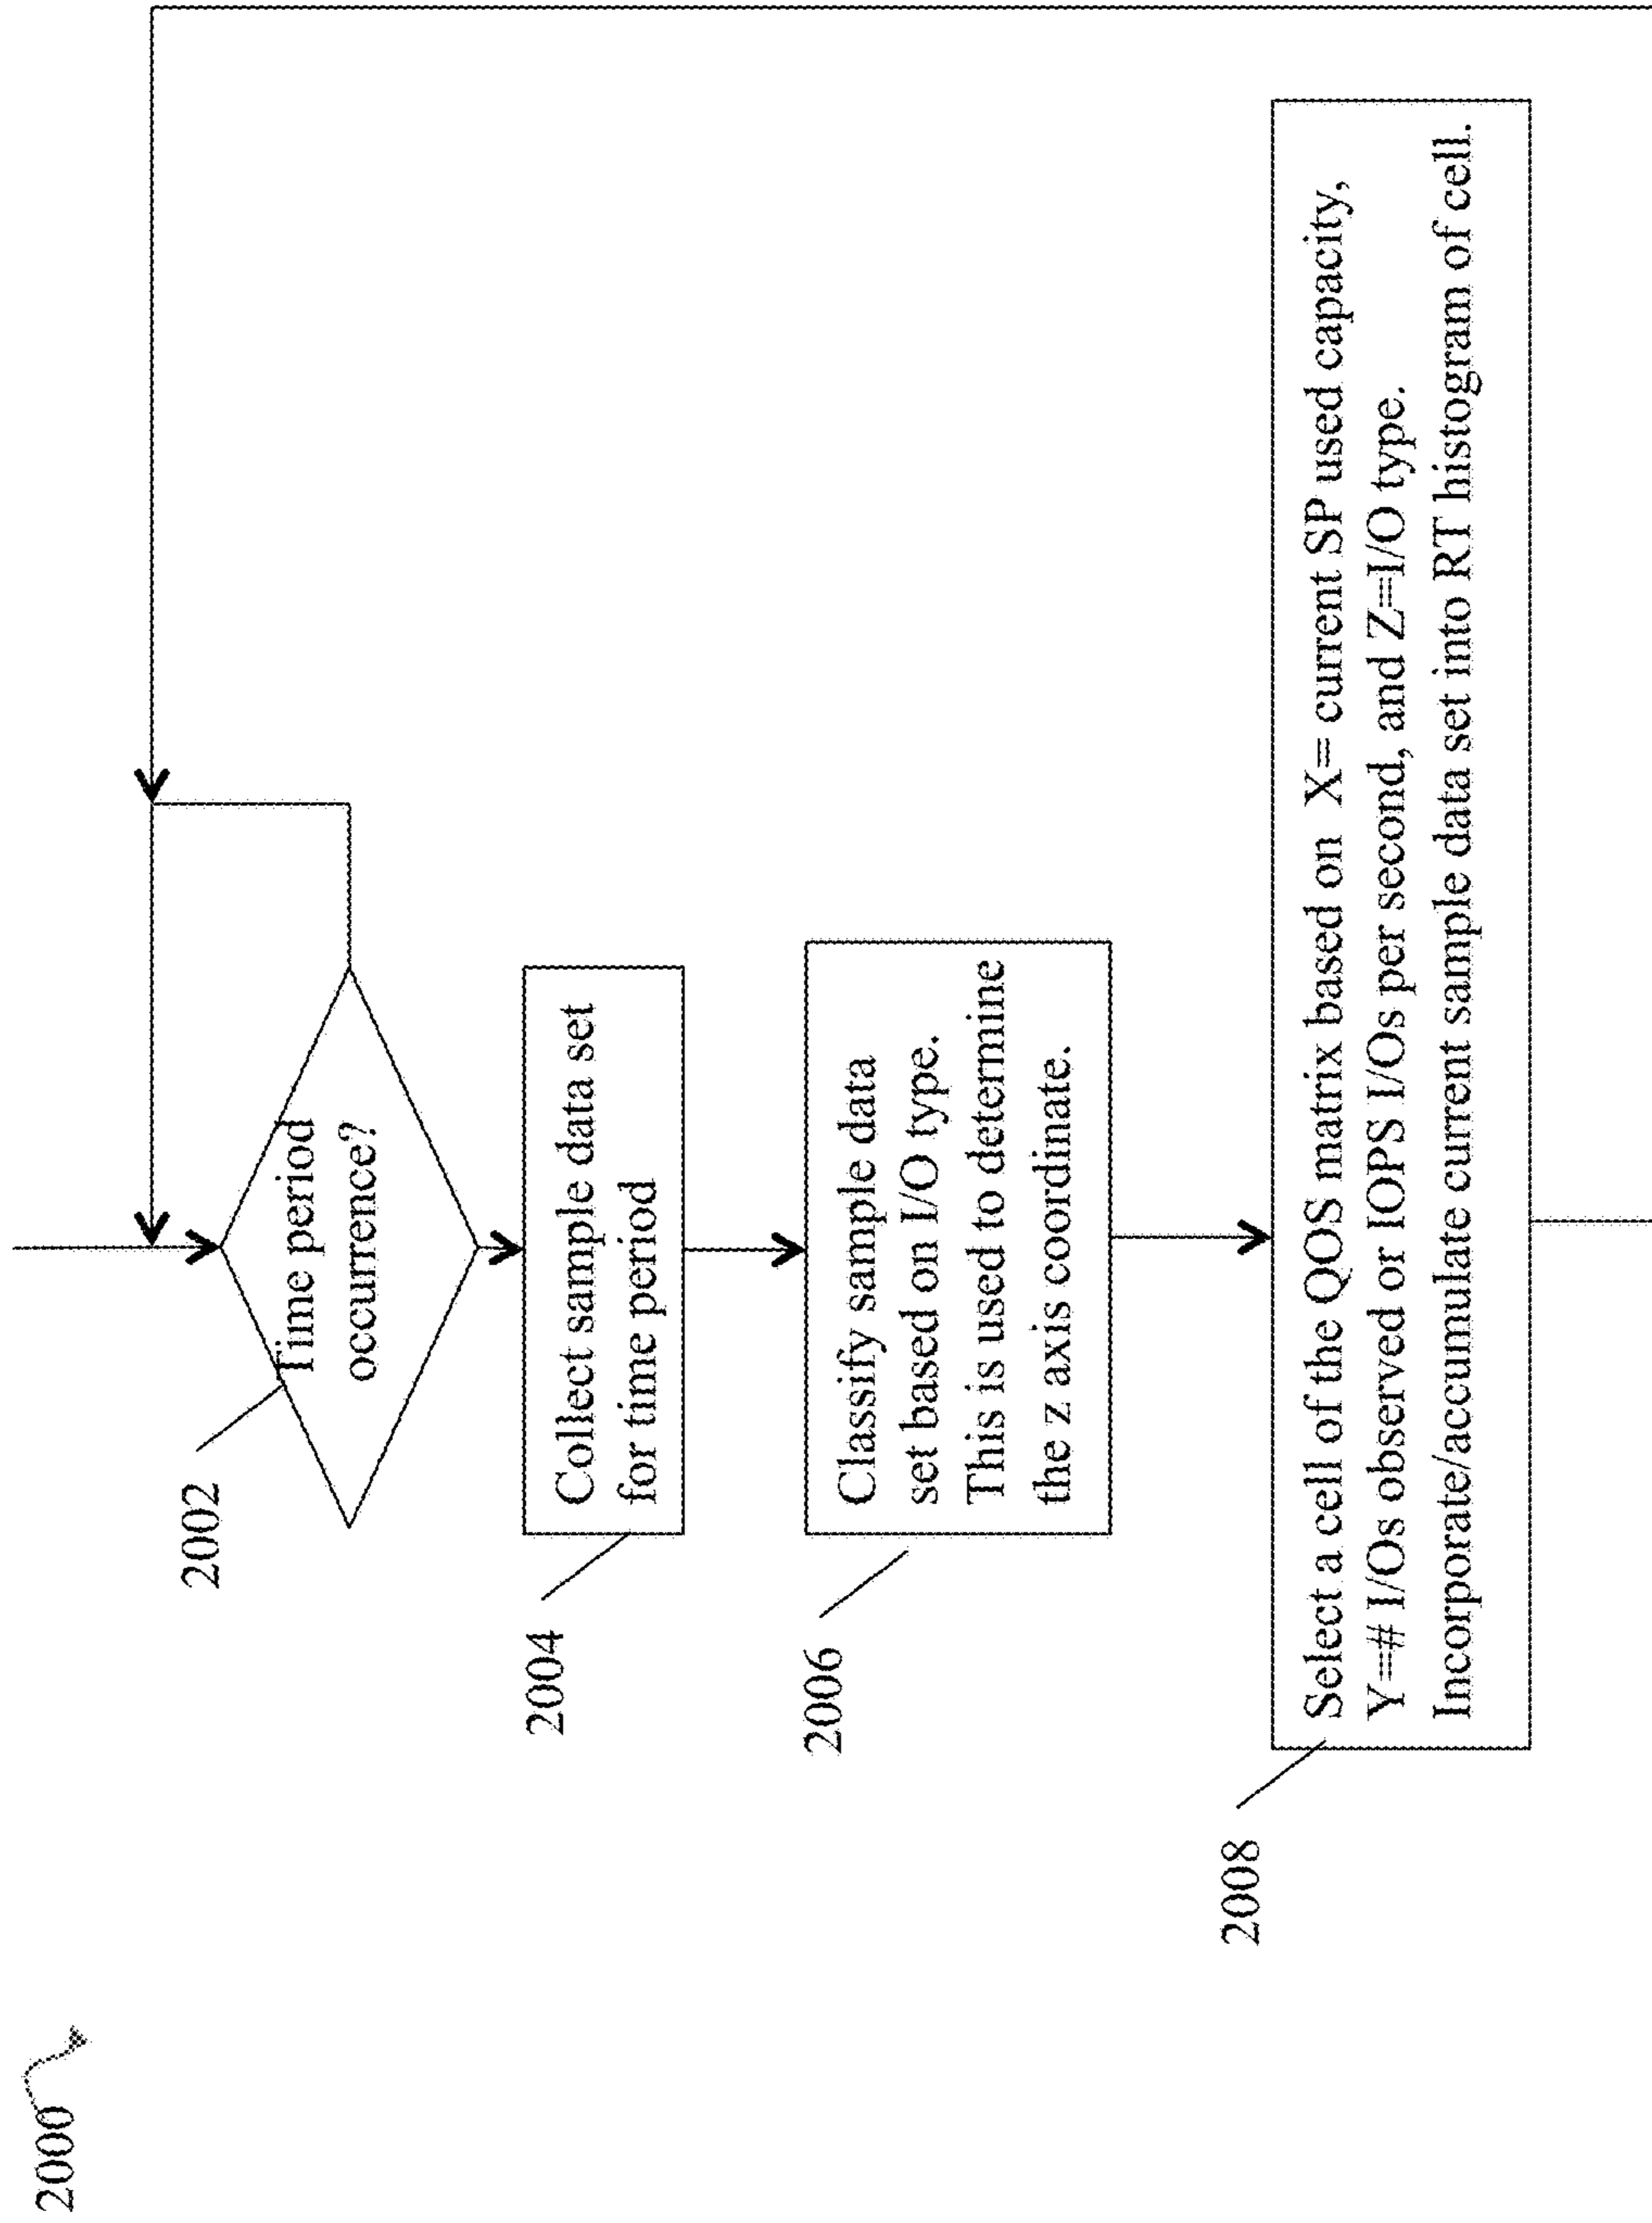 2000
2002
Time period
occurrence?
2004
Collect sample data set
for time period
2006
Classify sample data
set based on I/O type.
This is used to determine
the z axis coordinate.
2008
Select a cell of the QOS matrix based on X= current SP used capacity,
Y=# I/Os observed or IOPS I/Os per second, and Z=I/O type.
Incorporate/accumulate current sample data set into RT histogram of cell.